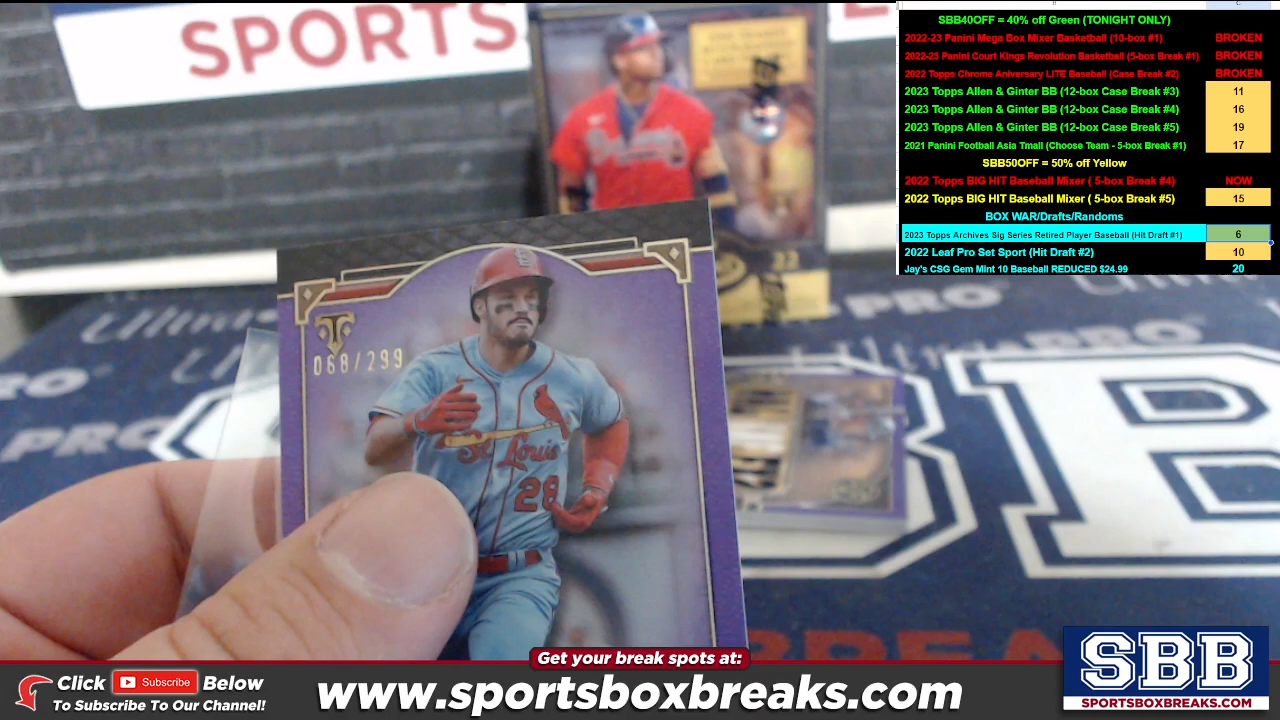 SPORTS
SBB40OFF = 40% off Green (TONIGHT ONLY)
2022-23 Panini Mega Box Mixer Basketball (10-box #1) BROKEN
2022-23 Panini Court Kings Revolution Basketball (5-box Break #1) BROKEN
2022 Topps Chrome Aniversary LITE Baseball (Case Break #2) BROKEN
2023 Topps Allen & Ginter BB (12-box Case Break #3) 11
2023 Topps Allen & Ginter BB (12-box Case Break #4) 16
2023 Topps Allen & Ginter BB (12-box Case Break #5) 19
2021 Panini Football Asia Tmall (Choose Team - 5-box Break #1) 17
SBB50OFF = 50% off Yellow
2022 Topps BIG HIT Baseball Mixer ( 5-box Break #4) NOW
2022 Topps BIG HIT Baseball Mixer ( 5-box Break #5) 15
BOX WAR/Drafts/Randoms
2023 Topps Archives Sig Series Retired Player Baseball (Hit Draft #1) 6
2022 Leaf Pro Set Sport (Hit Draft #2) 10
Jay's CSG Gem Mint 10 Baseball REDUCED $24.99 20
068/299
St. Louis
28
Ultra PRO
PRO
B
Get your break spots at:
Click Subscribe Below
To Subscribe To Our Channel!
www.sportsboxbreaks.com
SBB
SPORTSBOXBREAKS.COM